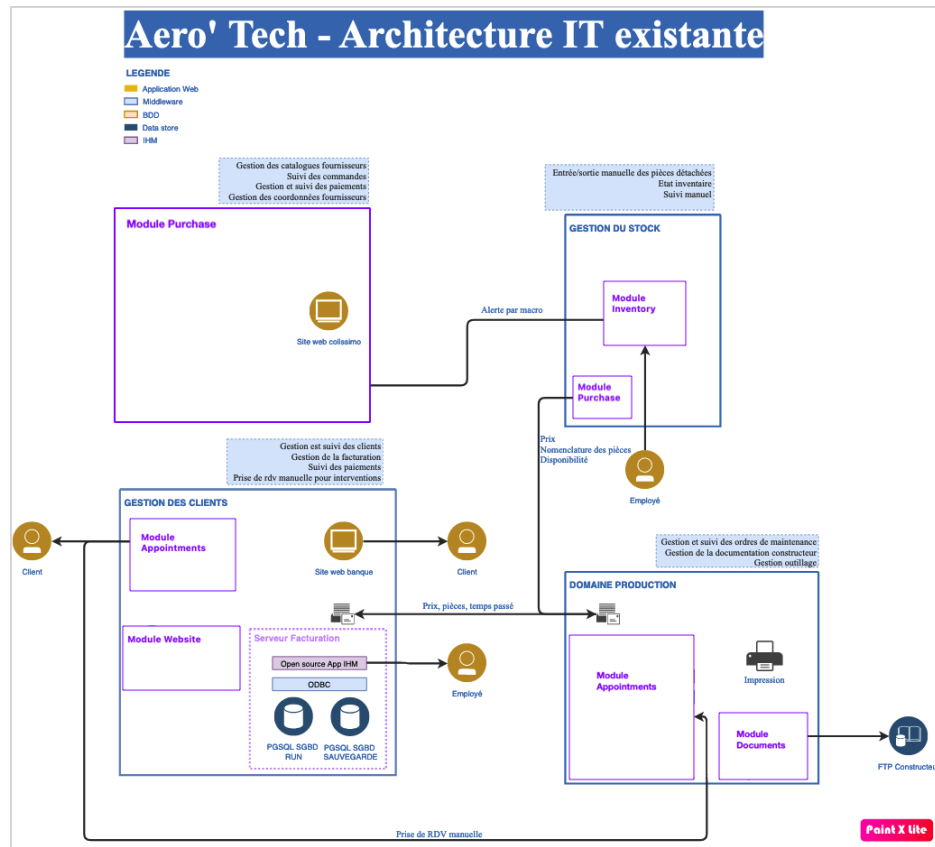 Aero' Tech - Architecture IT existante
LEGENDE
Application Web
Middleware
BDD
Data store
IHM
Gestion des catalogues fournisseurs
Suivi des commandes
Gestion et suivi des paiements
Gestion des coordonnées fournisseurs
Entrée/sortie manuelle des pièces détachées
Etat inventaire
Suivi manuel
Module Purchase
Site web colissimo
GESTION DU STOCK
Module
Inventory
Alerte par macro
Module
Purchase
Prix
Nomenclature des pièces
Disponibilité
Employé
Gestion est suivi des clients
Gestion de la facturation
Suivi des paiements
Prise de rdv manuelle pour interventions
GESTION DES CLIENTS
Module
Appointments
Client
Site web banque
Client
Gestion et suivi des ordres de maintenance
Gestion de la documentation constructeur
Gestion outillage
DOMAINE PRODUCTION
Prix, pièces, temps passé
Module Website
Serveur Facturation
Open source App IHM
ODBC
PGSQL SGBD
RUN
PGSQL SGBD
SAUVEGARDE
Employé
Module
Appointments
Impression
Module
Documents
FTP Constructeu
Prise de RDV manuelle
Paint X Lite